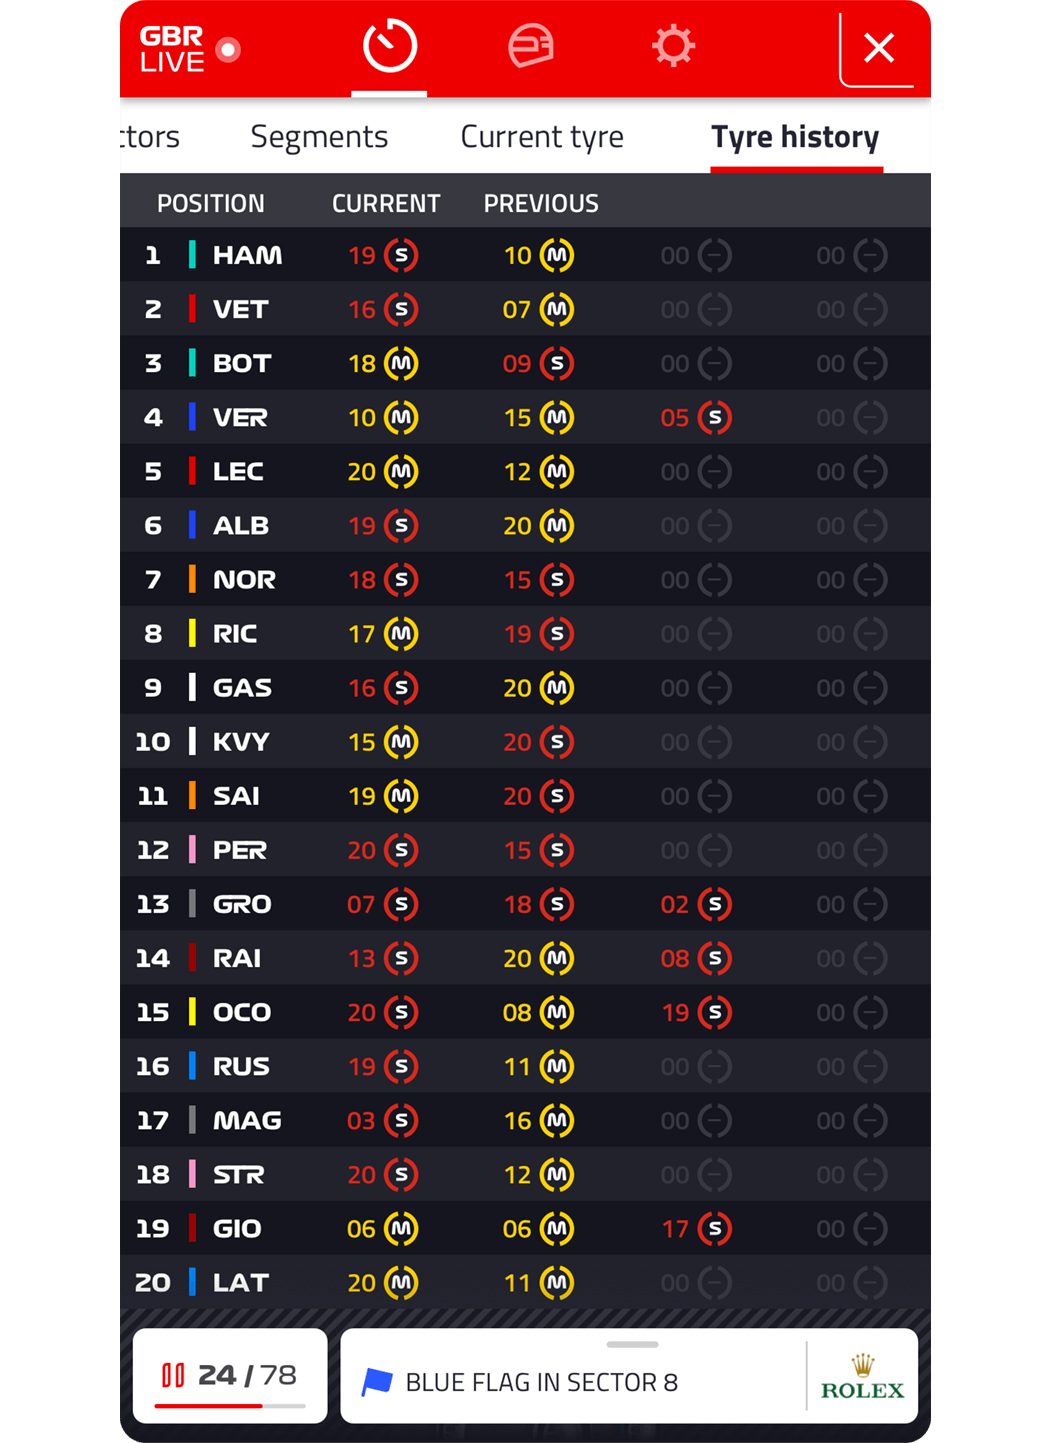 GBR
LIVE
ctors Segments Current tyre Tyre history
POSITION CURRENT PREVIOUS
1 HAM 19 S 10 M 00 - 00 -
2 VET 16 S 07 M 00 - 00 -
3 BOT 18 M 09 S 00 - 00 -
4 VER 10 M 15 M 05 S 00 -
5 LEC 20 M 12 M 00 - 00 -
6 ALB 19 S 20 M 00 - 00 -
7 NOR 18 S 15 S 00 - 00 -
8 RIC 17 M 19 S 00 - 00 -
9 GAS 16 S 20 M 00 - 00 -
10 KVY 15 M 20 S 00 - 00 -
11 SAI 19 M 20 S 00 - 00 -
12 PER 20 S 15 S 00 - 00 -
13 GRO 07 S 18 S 02 S 00 -
14 RAI 13 S 20 M 08 S 00 -
15 OCO 20 S 08 M 19 S 00 -
16 RUS 19 S 11 M 00 - 00 -
17 MAG 03 S 16 M 00 - 00 -
18 STR 20 S 12 M 00 - 00 -
19 GIO 06 M 06 M 17 S 00 -
20 LAT 20 M 11 M 00 - 00 -
24 / 78 BLUE FLAG IN SECTOR 8 ROLEX